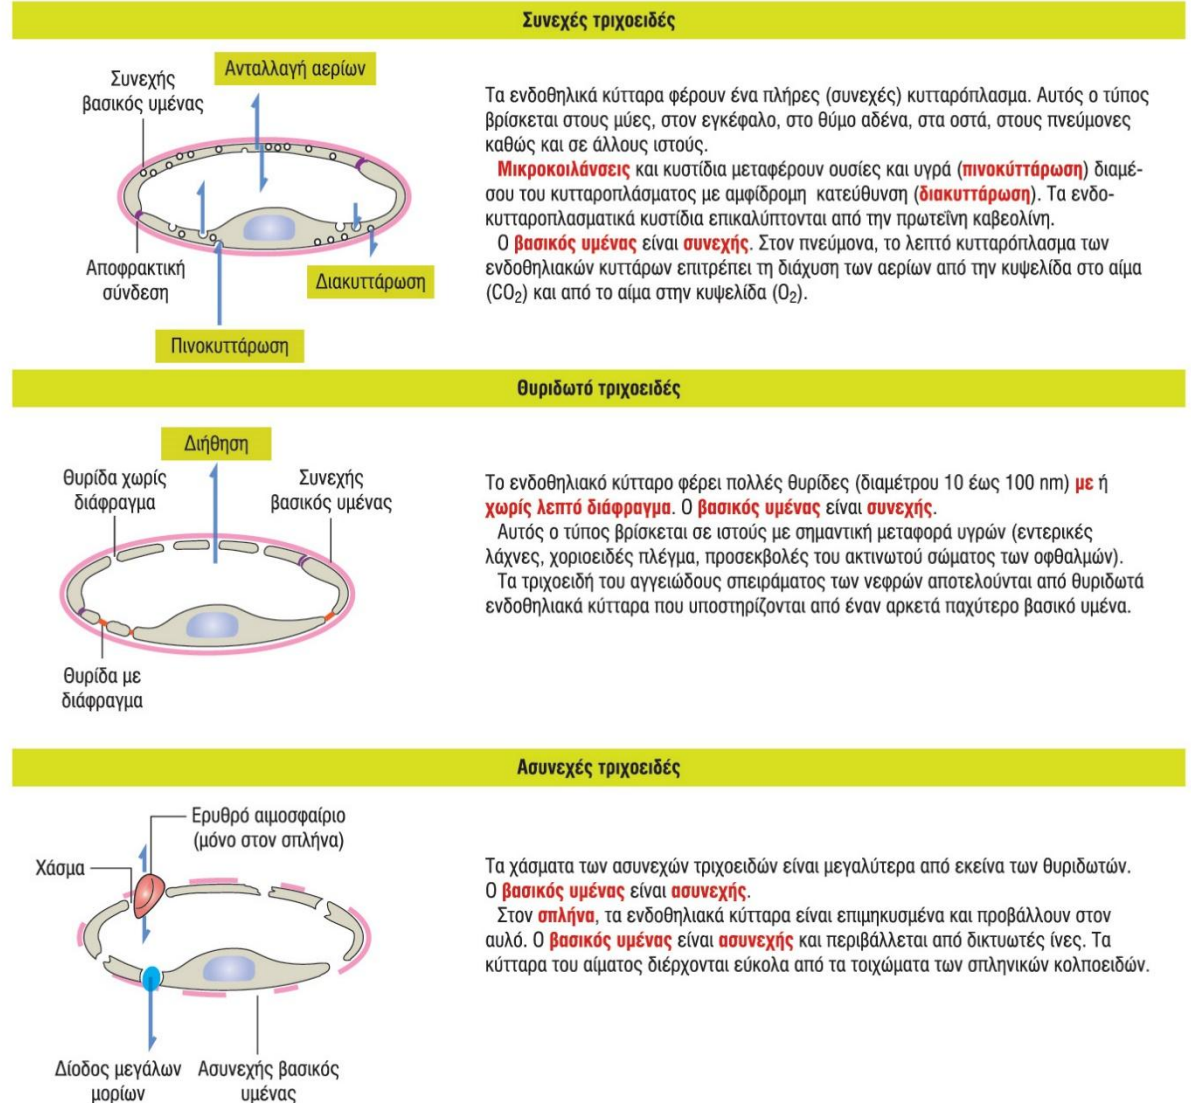 Συνεχές τριχοειδές
Συνεχής
βασικός υμένας
Ανταλλαγή αερίων
Αποφρακτική
σύνδεση
Διακυττάρωση
Πινοκυττάρωση
Τα ενδοθηλικά κύτταρα φέρουν ένα πλήρες (συνεχές) κυτταρόπλασμα. Αυτός ο τύπος
βρίσκεται στους μύες, στον εγκέφαλο, στο θύμο αδένα, στα οστά, στους πνεύμονες
καθώς και σε άλλους ιστούς.
Μικροκοιλάνσεις και κυστίδια μεταφέρουν ουσίες και υγρά (πινοκύττάρωση) διαμέ-
σου του κυτταροπλάσματος με αμφίδρομη κατεύθυνση (διακυττάρωση). Τα ενδο-
κυτταροπλασματικά κυστίδια επικαλύπτονται από την πρωτεΐνη καβεολίνη.
Ο βασικός υμένας είναι συνεχής. Στον πνεύμονα, το λεπτό κυτταρόπλασμα των
ενδοθηλιακών κυττάρων επιτρέπει τη διάχυση των αερίων από την κυψελίδα στο αίμα
(CO₂) και από το αίμα στην κυψελίδα (O₂).
Θυριδωτό τριχοειδές
Διήθηση
Θυρίδα χωρίς
διάφραγμα
Συνεχής
βασικός υμένας
Θυρίδα με
διάφραγμα
Το ενδοθηλιακό κύτταρο φέρει πολλές θυρίδες (διαμέτρου 10 έως 100 nm) με ή
χωρίς λεπτό διάφραγμα. Ο βασικός υμένας είναι συνεχής.
Αυτός ο τύπος βρίσκεται σε ιστούς με σημαντική μεταφορά υγρών (εντερικές
λάχνες, χοριοειδές πλέγμα, προσεκβολές του ακτινωτού σώματος των οφθαλμών).
Τα τριχοειδή του αγγειώδους σπειράματος των νεφρών αποτελούνται από θυριδωτά
ενδοθηλιακά κύτταρα που υποστηρίζονται από έναν αρκετά παχύτερο βασικό υμένα.
Ασυνεχές τριχοειδές
Ερυθρό αιμοσφαίριο
(μόνο στον σπλήνα)
Χάσμα
Δίοδος μεγάλων
μορίων
Ασυνεχής βασικός
υμένας
Τα χάσματα των ασυνεχών τριχοειδών είναι μεγαλύτερα από εκείνα των θυριδωτών.
Ο βασικός υμένας είναι ασυνεχής.
Στον σπλήνα, τα ενδοθηλιακά κύτταρα είναι επιμηκυσμένα και προβάλλουν στον
αυλό. Ο βασικός υμένας είναι ασυνεχής και περιβάλλεται από δικτυωτές ίνες. Τα
κύτταρα του αίματος διέρχονται εύκολα από τα τοιχώματα των σπληνικών κολποειδών.